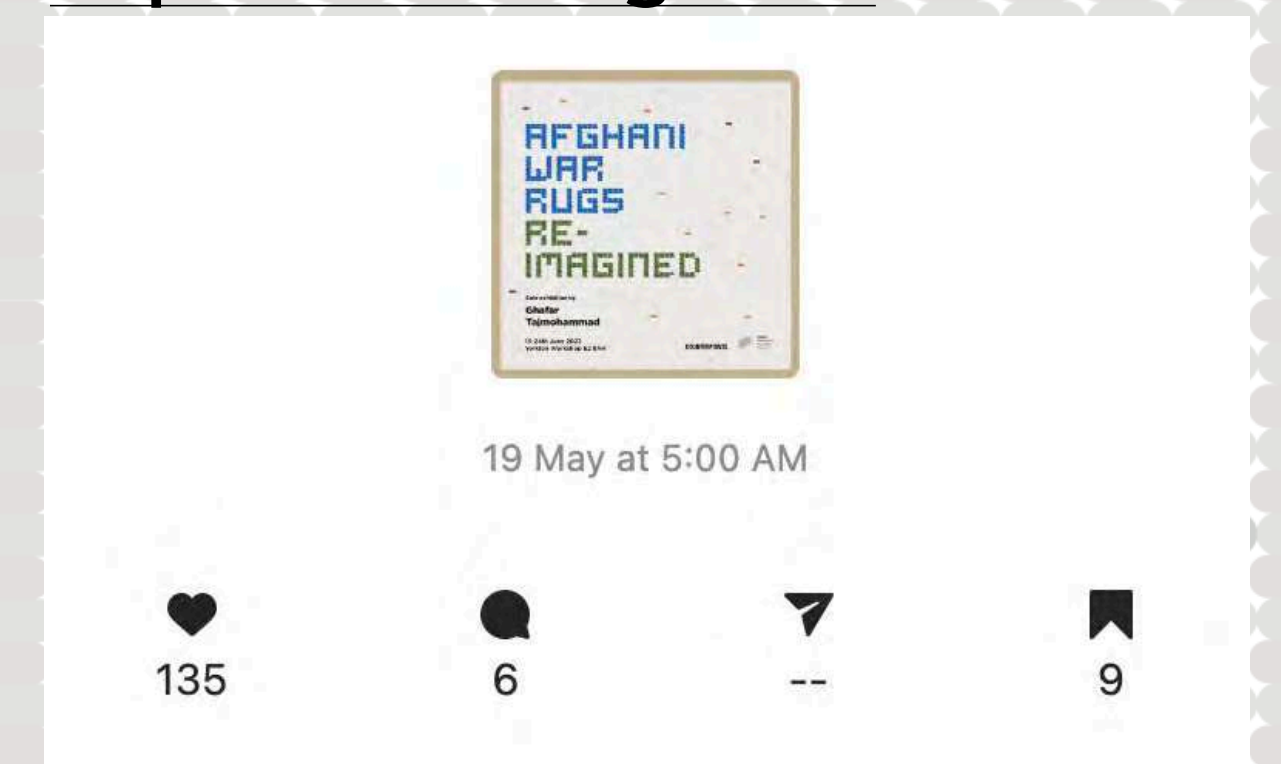 AFGHANI
WAR
RUGS
RE-
IMAGINED
Ghafar
Tajmohammad
19 May at 5:00 AM
135
6
--
9